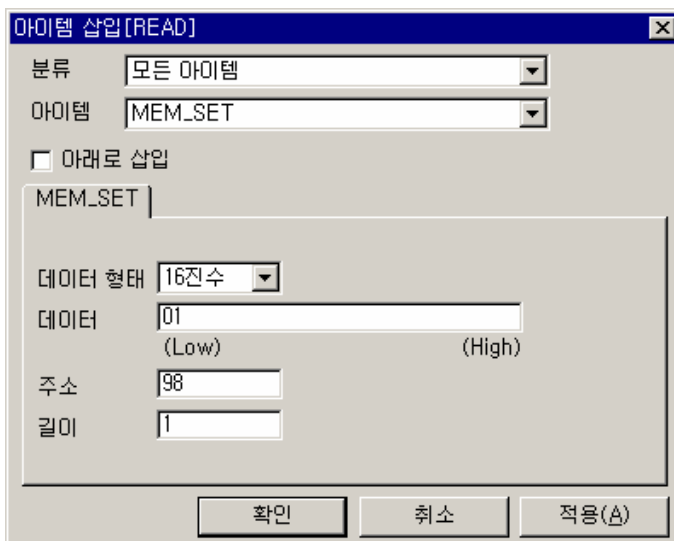 아이템 삽입[READ]
분류 모든 아이템
아이템 MEM_SET
아래로 삽입
MEM_SET
데이터 형태 16진수
데이터 01
(Low) (High)
주소 98
길이 1
확인 취소 적용(A)